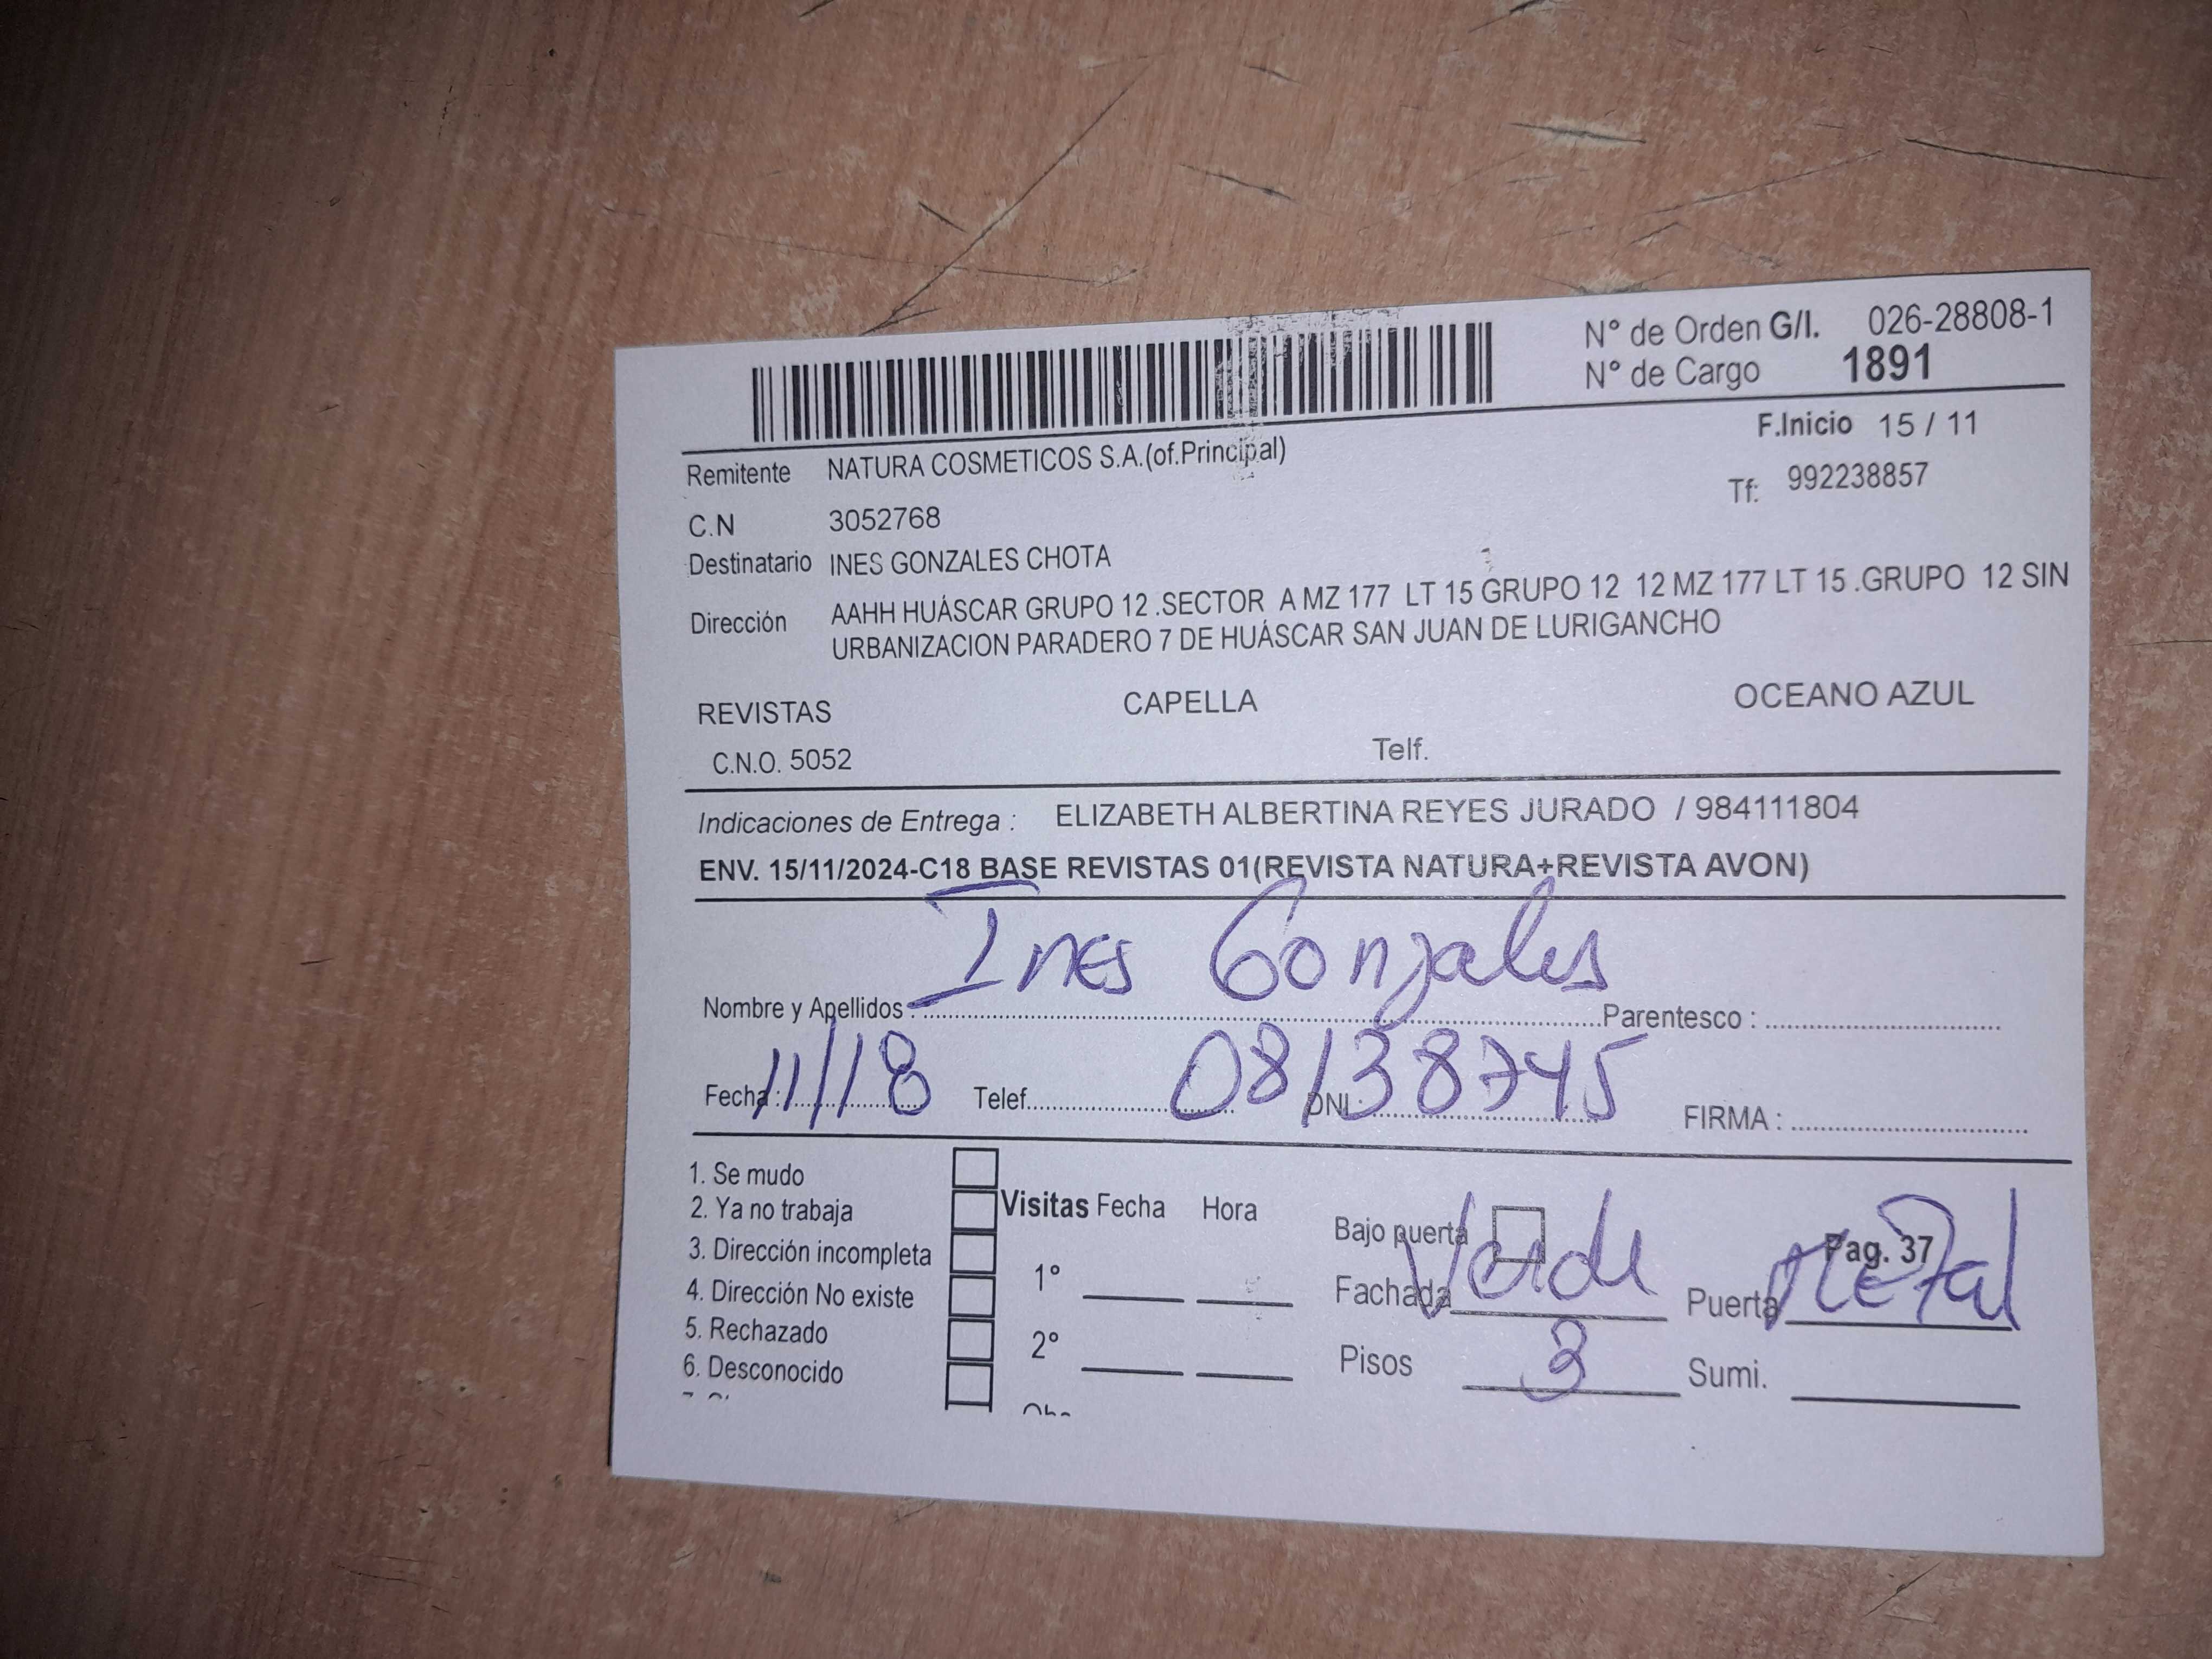 N° de Orden G/I. 026-28808-1
N° de Cargo 1891
F.Inicio 15 / 11
Remitente NATURA COSMETICOS S.A.(of.Principal)
Tf: 992238857
C.N 3052768
Destinatario INES GONZALES CHOTA
Dirección AAHH HUÁSCAR GRUPO 12 .SECTOR A MZ 177 LT 15 GRUPO 12 12 MZ 177 LT 15 .GRUPO 12 SIN
URBANIZACION PARADERO 7 DE HUÁSCAR SAN JUAN DE LURIGANCHO
REVISTAS CAPELLA OCEANO AZUL
C.N.O. 5052 Telf.
Indicaciones de Entrega : ELIZABETH ALBERTINA REYES JURADO / 984111804
ENV. 15/11/2024-C18 BASE REVISTAS 01(REVISTA NATURA+REVISTA AVON)
Nombre y Apellidos : Ines Gonzales Parentesco :
Fecha : 11/18 Telef. DNI : 08138745 FIRMA :
1. Se mudo
2. Ya no trabaja
3. Dirección incompleta
4. Dirección No existe
5. Rechazado
6. Desconocido
Visitas Fecha Hora
1°
2°
Bajo puerta
Pag. 37
Fachada Verde Puerta Metal
Pisos 3 Sumi.